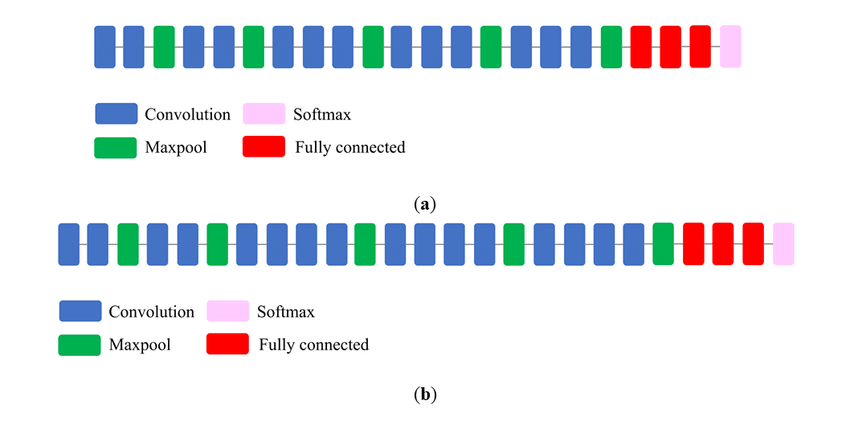 Convolution Softmax
Maxpool Fully connected
(a)
Convolution Softmax
Maxpool Fully connected
(b)